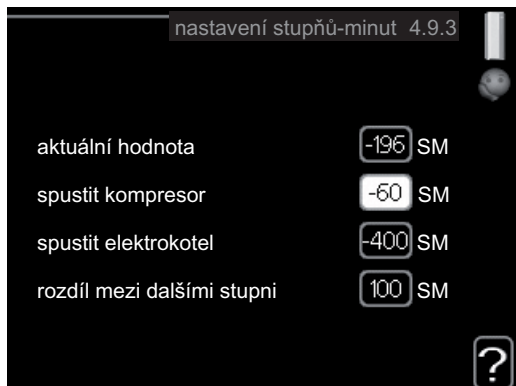 nastavení stupňů-minut 4.9.3
aktuální hodnota -196 SM
spustit kompresor -60 SM
spustit elektrokotel -400 SM
rozdíl mezi dalšími stupni 100 SM
?